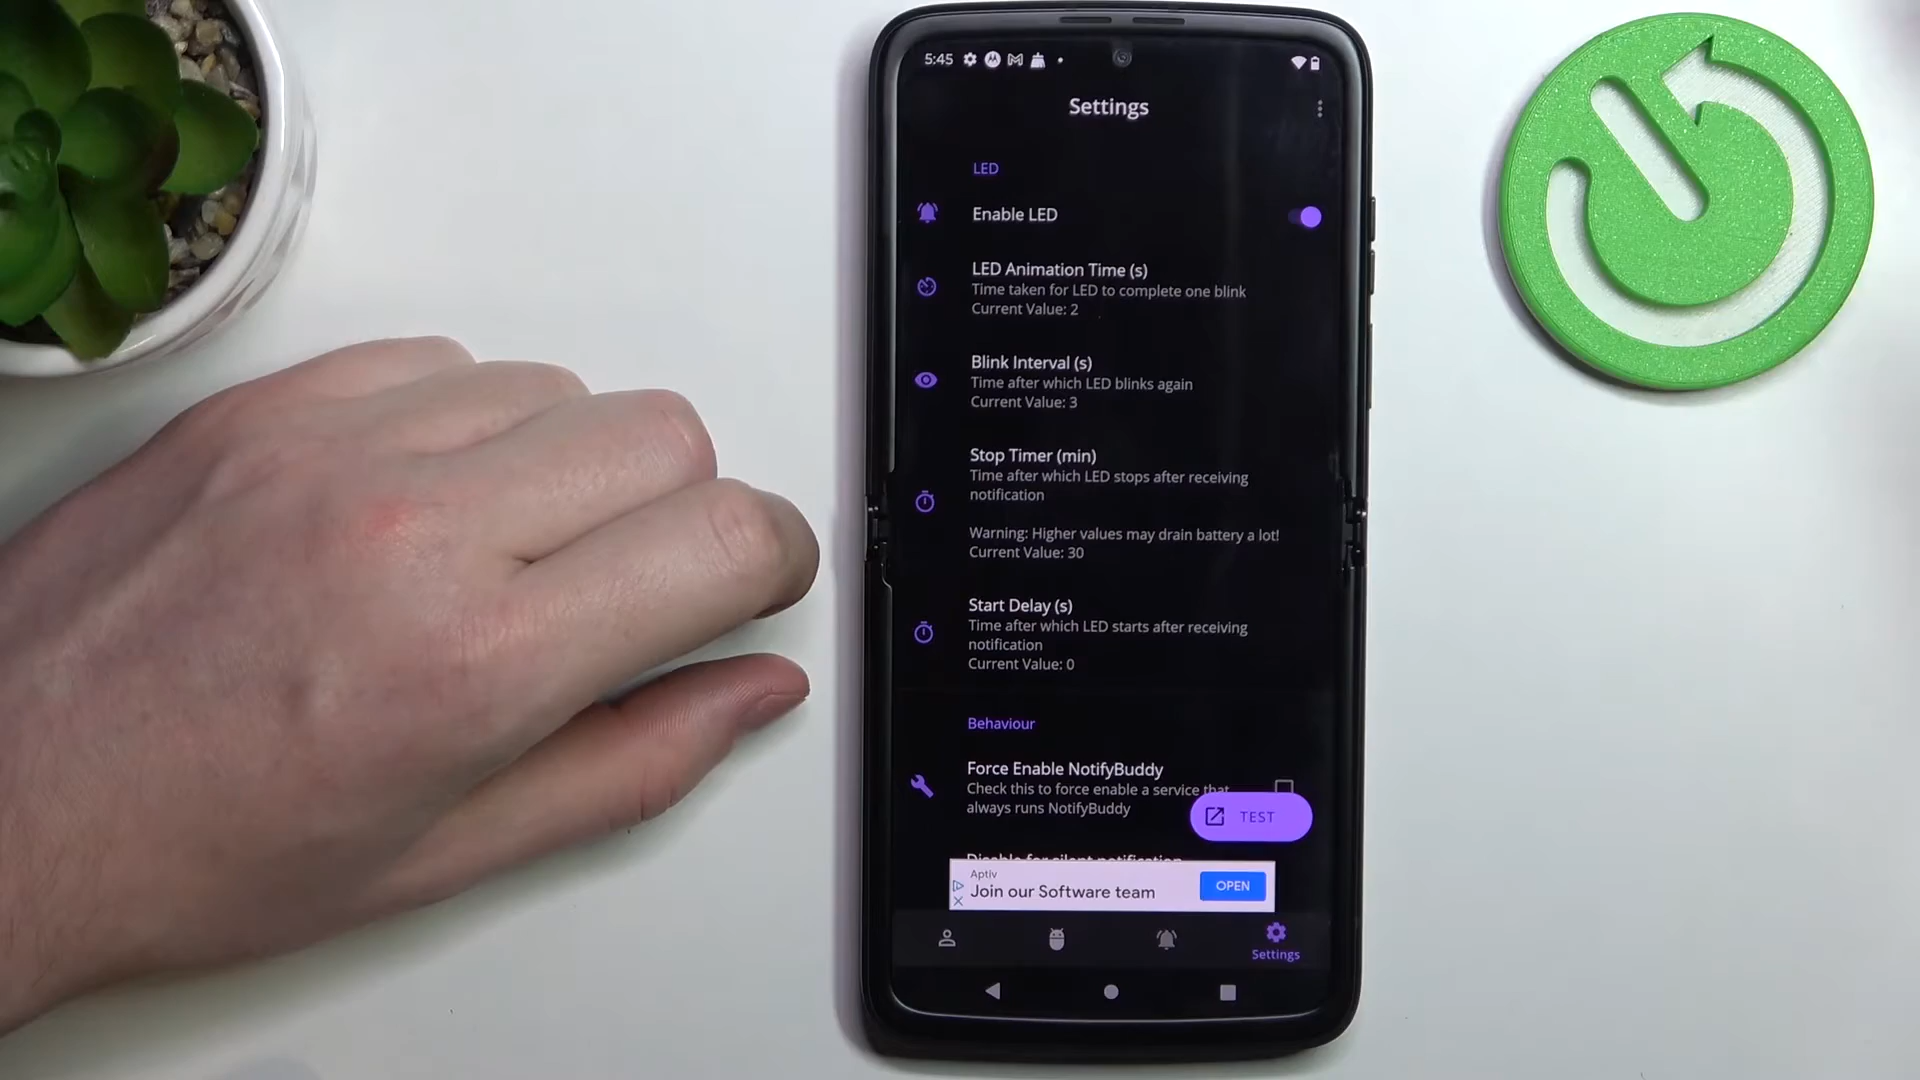 5:45
Settings
LED
Enable LED
LED Animation Time (s)
Time taken for LED to complete one blink
Current Value: 2
Blink Interval (s)
Time after which LED blinks again
Current Value: 3
Stop Timer (min)
Time after which LED stops after receiving
notification
Warning: Higher values may drain battery a lot!
Current Value: 30
Start Delay (s)
Time after which LED starts after receiving
notification
Current Value: 0
Behaviour
Force Enable NotifyBuddy
Check this to force enable a service that
always runs NotifyBuddy
TEST
Disable for silent notification
Aptiv
Join our Software team
OPEN
Settings